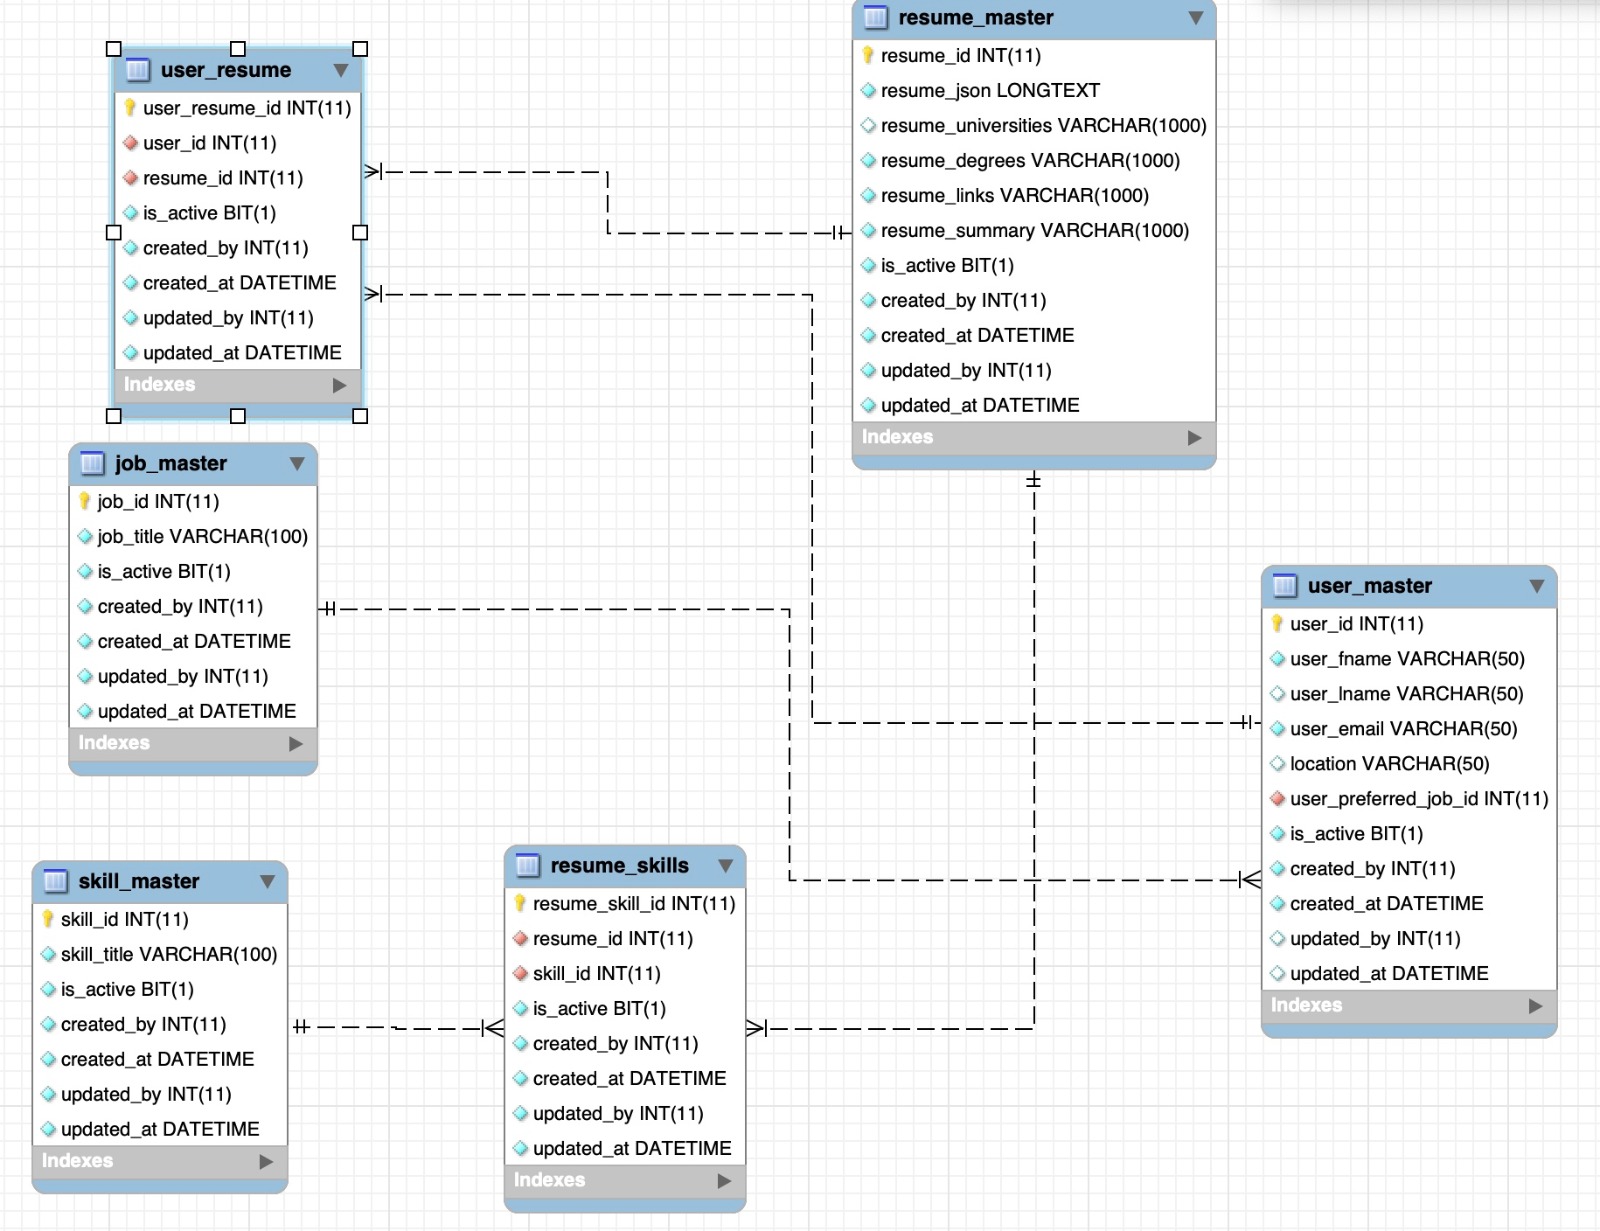 user_resume
user_resume_id INT(11)
user_id INT(11)
resume_id INT(11)
is_active BIT(1)
created_by INT(11)
created_at DATETIME
updated_by INT(11)
updated_at DATETIME
Indexes
resume_master
resume_id INT(11)
resume_json LONGTEXT
resume_universities VARCHAR(1000)
resume_degrees VARCHAR(1000)
resume_links VARCHAR(1000)
resume_summary VARCHAR(1000)
is_active BIT(1)
created_by INT(11)
created_at DATETIME
updated_by INT(11)
updated_at DATETIME
Indexes
job_master
job_id INT(11)
job_title VARCHAR(100)
is_active BIT(1)
created_by INT(11)
created_at DATETIME
updated_by INT(11)
updated_at DATETIME
Indexes
user_master
user_id INT(11)
user_fname VARCHAR(50)
user_lname VARCHAR(50)
user_email VARCHAR(50)
location VARCHAR(50)
user_preferred_job_id INT(11)
is_active BIT(1)
created_by INT(11)
created_at DATETIME
updated_by INT(11)
updated_at DATETIME
Indexes
skill_master
skill_id INT(11)
skill_title VARCHAR(100)
is_active BIT(1)
created_by INT(11)
created_at DATETIME
updated_by INT(11)
updated_at DATETIME
Indexes
resume_skills
resume_skill_id INT(11)
resume_id INT(11)
skill_id INT(11)
is_active BIT(1)
created_by INT(11)
created_at DATETIME
updated_by INT(11)
updated_at DATETIME
Indexes